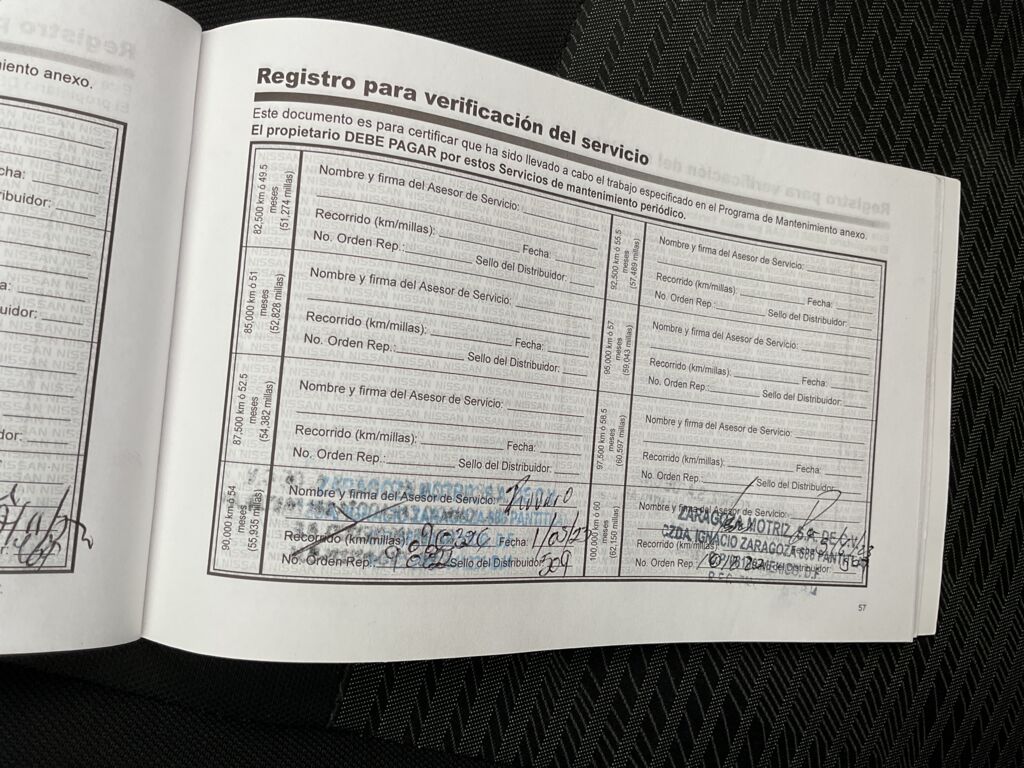 miento anexo.
cha:
ribuidor:
a:
uidor:
dor:
Registro para verificación del servicio
Este documento es para certificar que ha sido llevado a cabo el trabajo especificado en el Programa de Mantenimiento anexo.
El propietario DEBE PAGAR por estos Servicios de mantenimiento periódico.
82,500 km ó 49.5
meses
(51,274 millas)
Nombre y firma del Asesor de Servicio:
Recorrido (km/millas): Fecha:
No. Orden Rep.: Sello del Distribuidor:
85,000 km ó 51
meses
(52,828 millas)
Nombre y firma del Asesor de Servicio:
Recorrido (km/millas): Fecha:
No. Orden Rep.: Sello del Distribuidor:
87,500 km ó 52.5
meses
(54,382 millas)
Nombre y firma del Asesor de Servicio:
Recorrido (km/millas): Fecha:
No. Orden Rep.: Sello del Distribuidor:
90,000 km ó 54
meses
(55,935 millas)
Nombre y firma del Asesor de Servicio:
Recorrido (km/millas): Fecha:
No. Orden Rep. Sello del Distribuidor:
92,500 km ó 55.5
meses
(57,489 millas)
Nombre y firma del Asesor de Servicio:
Recorrido (km/millas): Fecha:
No. Orden Rep.: Sello del Distribuidor:
95,000 km ó 57
meses
(59,043 millas)
Nombre y firma del Asesor de Servicio:
Recorrido (km/millas): Fecha:
No. Orden Rep.: Sello del Distribuidor:
97,500 km ó 58.5
meses
(60,597 millas)
Nombre y firma del Asesor de Servicio:
Recorrido (km/millas): Fecha:
No. Orden Rep.: Sello del Distribuidor:
100,000 km ó 60
meses
(62,150 millas)
Nombre y firma del Asesor de Servicio:
ZARAGOZA MOTRIZ S.A. DE C.V.
CZDA. IGNACIO ZARAGOZA
Recorrido (km/millas)
No. Orden Rep.: del Distribuidor:
57